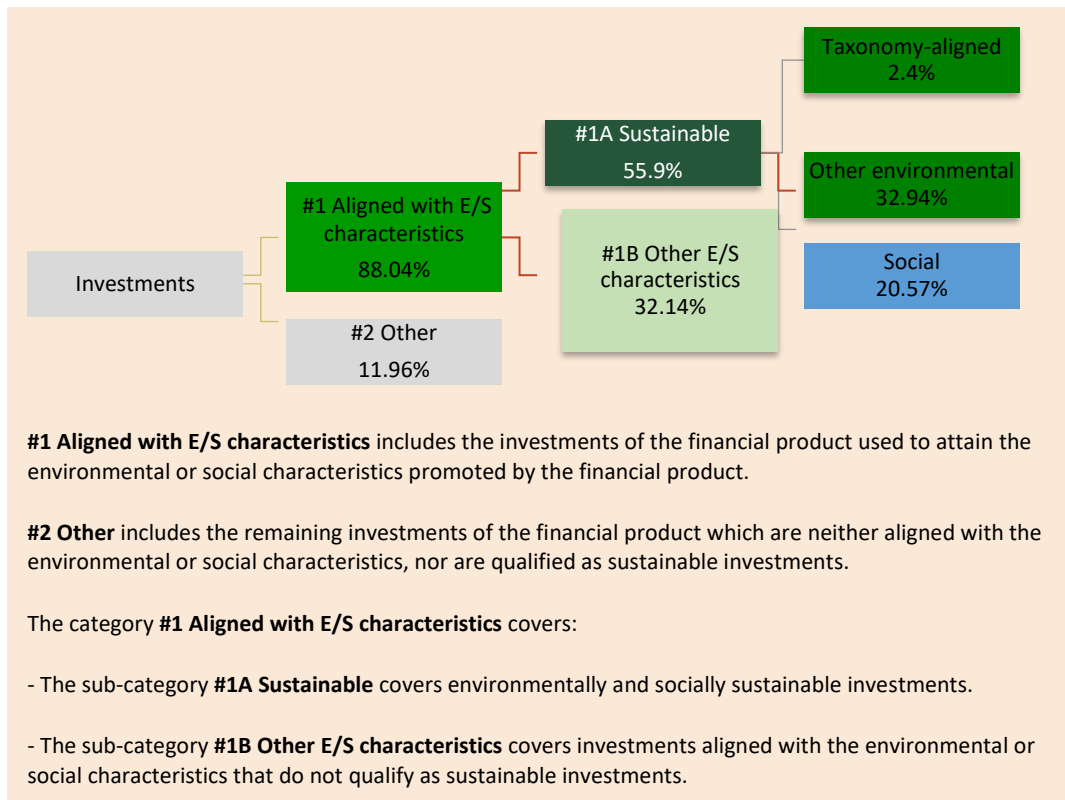 Taxonomy-aligned
2.4%
#1A Sustainable
55.9%
Other environmental
32.94%
#1 Aligned with E/S
characteristics
88.04%
#1B Other E/S
characteristics
32.14%
Social
20.57%
Investments
#2 Other
11.96%
#1 Aligned with E/S characteristics includes the investments of the financial product used to attain the
environmental or social characteristics promoted by the financial product.
#2 Other includes the remaining investments of the financial product which are neither aligned with the
environmental or social characteristics, nor are qualified as sustainable investments.
The category #1 Aligned with E/S characteristics covers:
- The sub-category #1A Sustainable covers environmentally and socially sustainable investments.
- The sub-category #1B Other E/S characteristics covers investments aligned with the environmental or
social characteristics that do not qualify as sustainable investments.